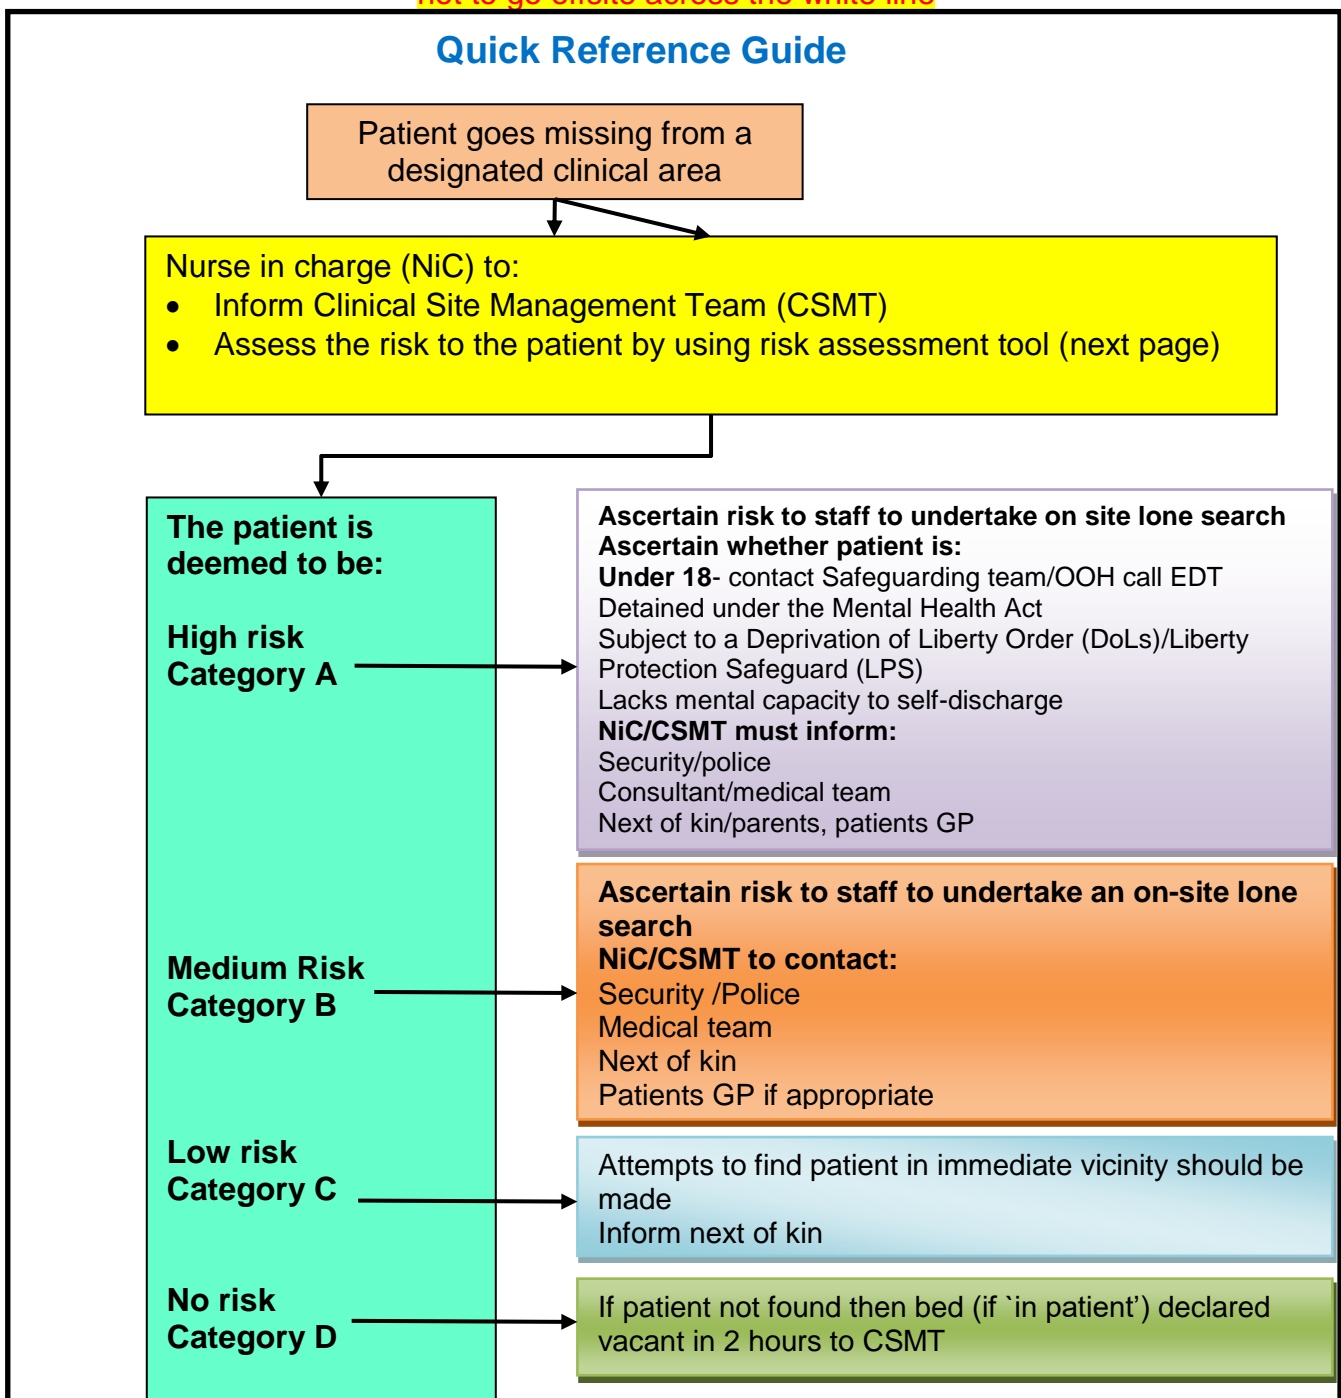 not to go offsite across the white line
Quick Reference Guide
Patient goes missing from a
designated clinical area
Nurse in charge (NiC) to:
• Inform Clinical Site Management Team (CSMT)
• Assess the risk to the patient by using risk assessment tool (next page)
The patient is
deemed to be:
High risk
Category A
Ascertain risk to staff to undertake on site lone search
Ascertain whether patient is:
Under 18- contact Safeguarding team/OOH call EDT
Detained under the Mental Health Act
Subject to a Deprivation of Liberty Order (DoLs)/Liberty
Protection Safeguard (LPS)
Lacks mental capacity to self-discharge
NiC/CSMT must inform:
Security/police
Consultant/medical team
Next of kin/parents, patients GP
Medium Risk
Category B
Ascertain risk to staff to undertake an on-site lone
search
NiC/CSMT to contact:
Security /Police
Medical team
Next of kin
Patients GP if appropriate
Low risk
Category C
Attempts to find patient in immediate vicinity should be
made
Inform next of kin
No risk
Category D
If patient not found then bed (if `in patient’) declared
vacant in 2 hours to CSMT